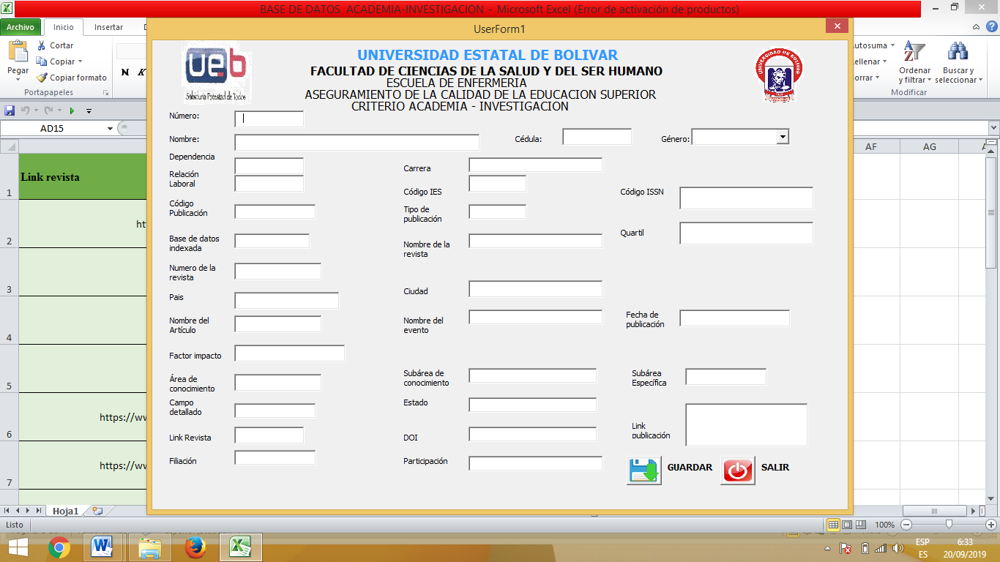 BASE DE DATOS ACADEMIA-INVESTIGACION - Microsoft Excel (Error de activación de productos)
Archivo Inicio Insertar
UserForm1
Cortar
Copiar
Copiar formato
Pegar
Portapapeles
N K
Autosuma
Rellenar
Borrar
Ordenar y filtrar
Buscar y seleccionar
Modificar
AD15
AF AG
UEB
Sabiduria Potestad de Todos
UNIVERSIDAD DE BOLIVAR
UNIVERSIDAD ESTATAL DE BOLIVAR
FACULTAD DE CIENCIAS DE LA SALUD Y DEL SER HUMANO
ESCUELA DE ENFERMERIA
ASEGURAMIENTO DE LA CALIDAD DE LA EDUCACION SUPERIOR
CRITERIO ACADEMIA - INVESTIGACION
Número:
Nombre:
Cédula:
Género:
Dependencia
Relación Laboral
Carrera
Código IES
Código ISSN
Código Publicación
Tipo de publicación
Quartil
Base de datos indexada
Nombre de la revista
Numero de la revista
Pais
Ciudad
Nombre del Artículo
Nombre del evento
Fecha de publicación
Factor impacto
Área de conocimiento
Subárea de conocimiento
Subárea Específica
Campo detallado
Estado
Link publicación
Link Revista
DOI
Filiación
Participación
GUARDAR
SALIR
1 Link revista
2 ht
3
4
5
6 https://ww
7 https://ww
Hoja1
Listo
100%
ESP
ES
6:33
20/09/2019